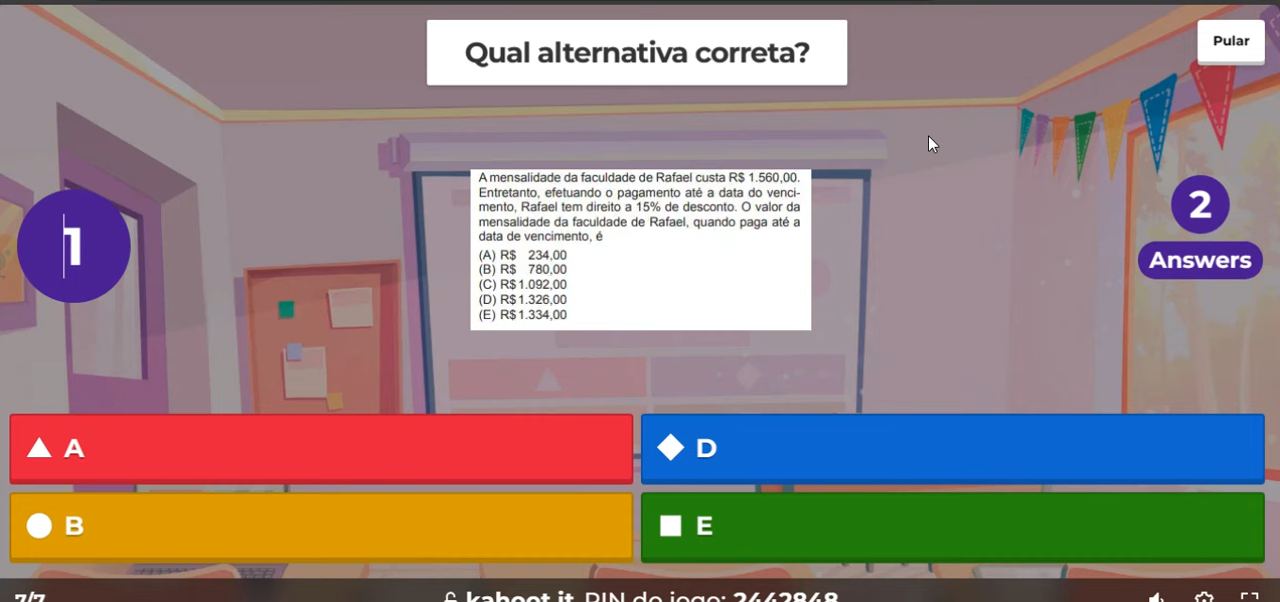 Qual alternativa correta?
Pular
A mensalidade da faculdade de Rafael custa R$ 1.560,00.
Entretanto, efetuando o pagamento até a data do venci-
mento, Rafael tem direito a 15% de desconto. O valor da
mensalidade da faculdade de Rafael, quando paga até a
data de vencimento, é
(A) R$ 234,00
(B) R$ 780,00
(C) R$1.092,00
(D) R$1.326,00
(E) R$1.334,00
1
2
Answers
A
D
B
E
7/7
kahoot.it PIN do jogo: 2442848